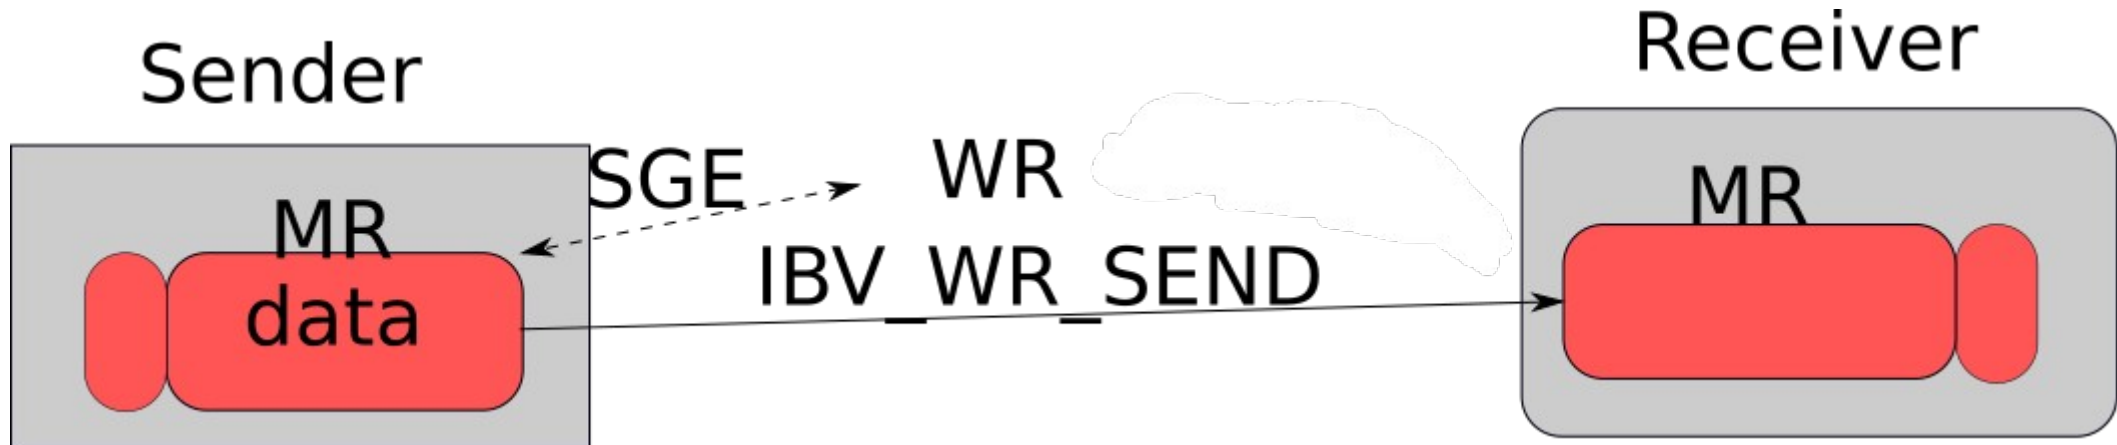 Sender
Receiver
SGE
WR
MR
data
MR
IBV_WR_SEND